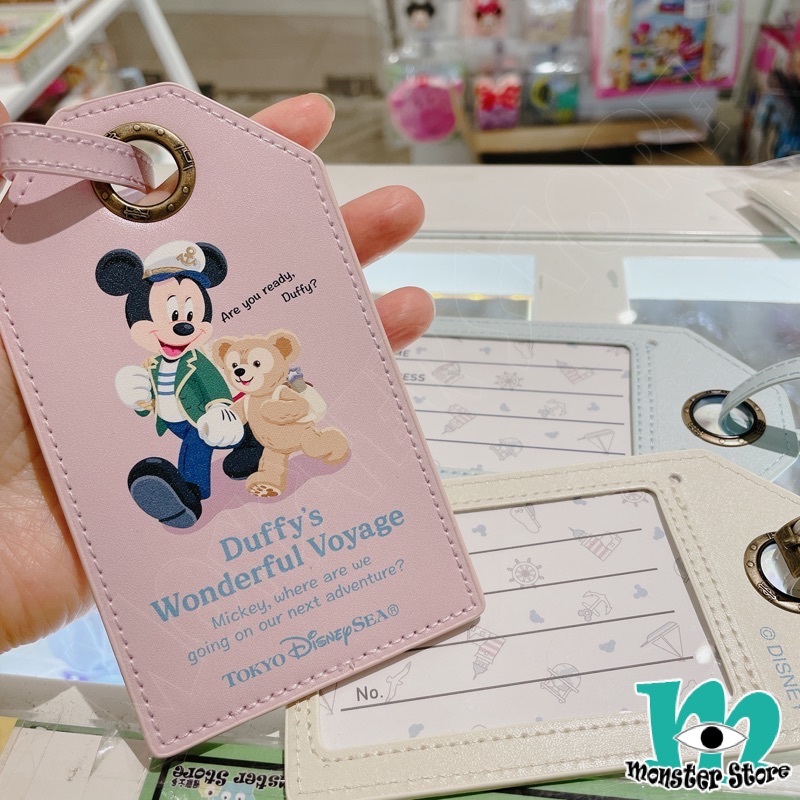 Are you ready,
Duffy?
Duffy's
Wonderful Voyage
Mickey, where are we
going on our next adventure?
TOKYO DISNEYSEA®
No.
© DISNEY
monster Store